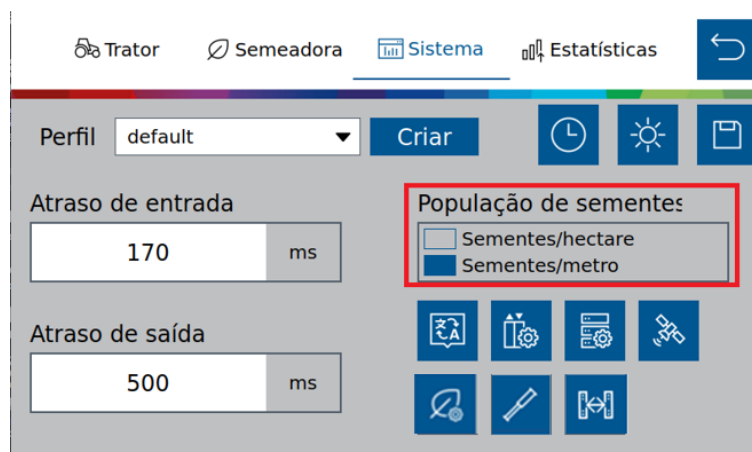 Trator Semeadora Sistema Estatísticas
Perfil default Criar
Atraso de entrada
170 ms
População de sementes
Sementes/hectare
Sementes/metro
Atraso de saída
500 ms